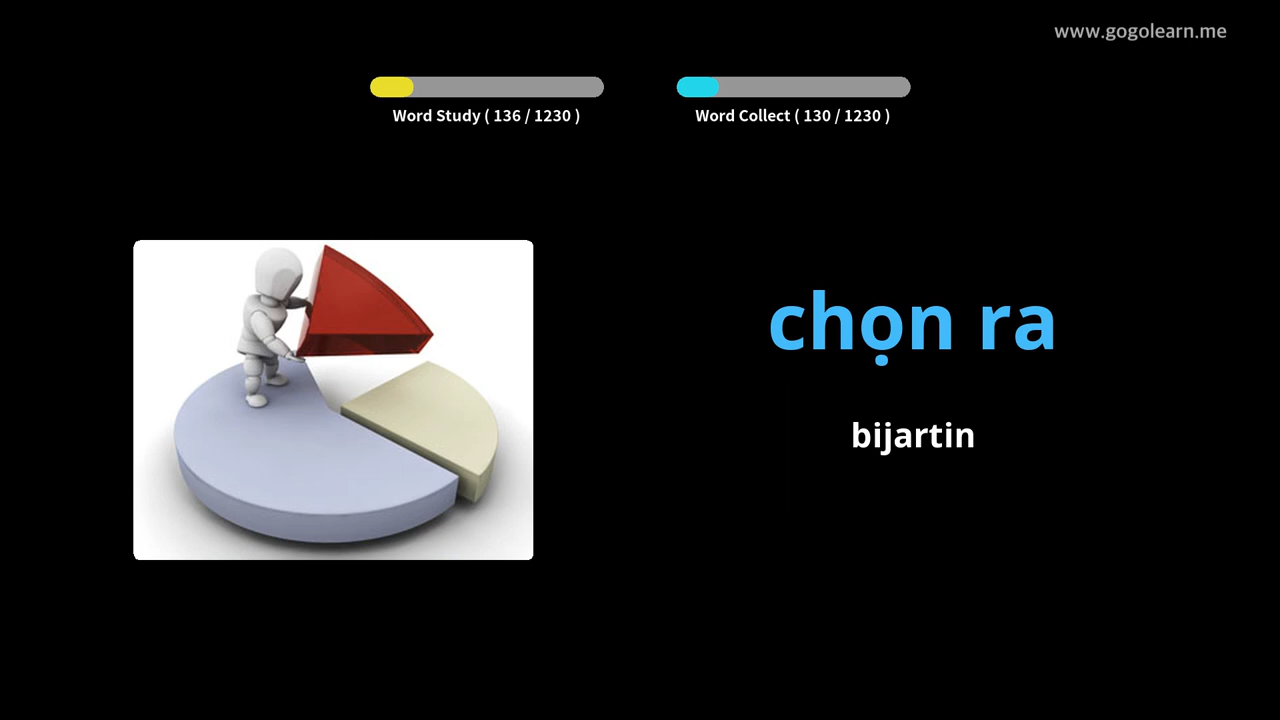 www.gogolearn.me
Word Study ( 136 / 1230 )
Word Collect ( 130 / 1230 )
chọn ra
bijartin